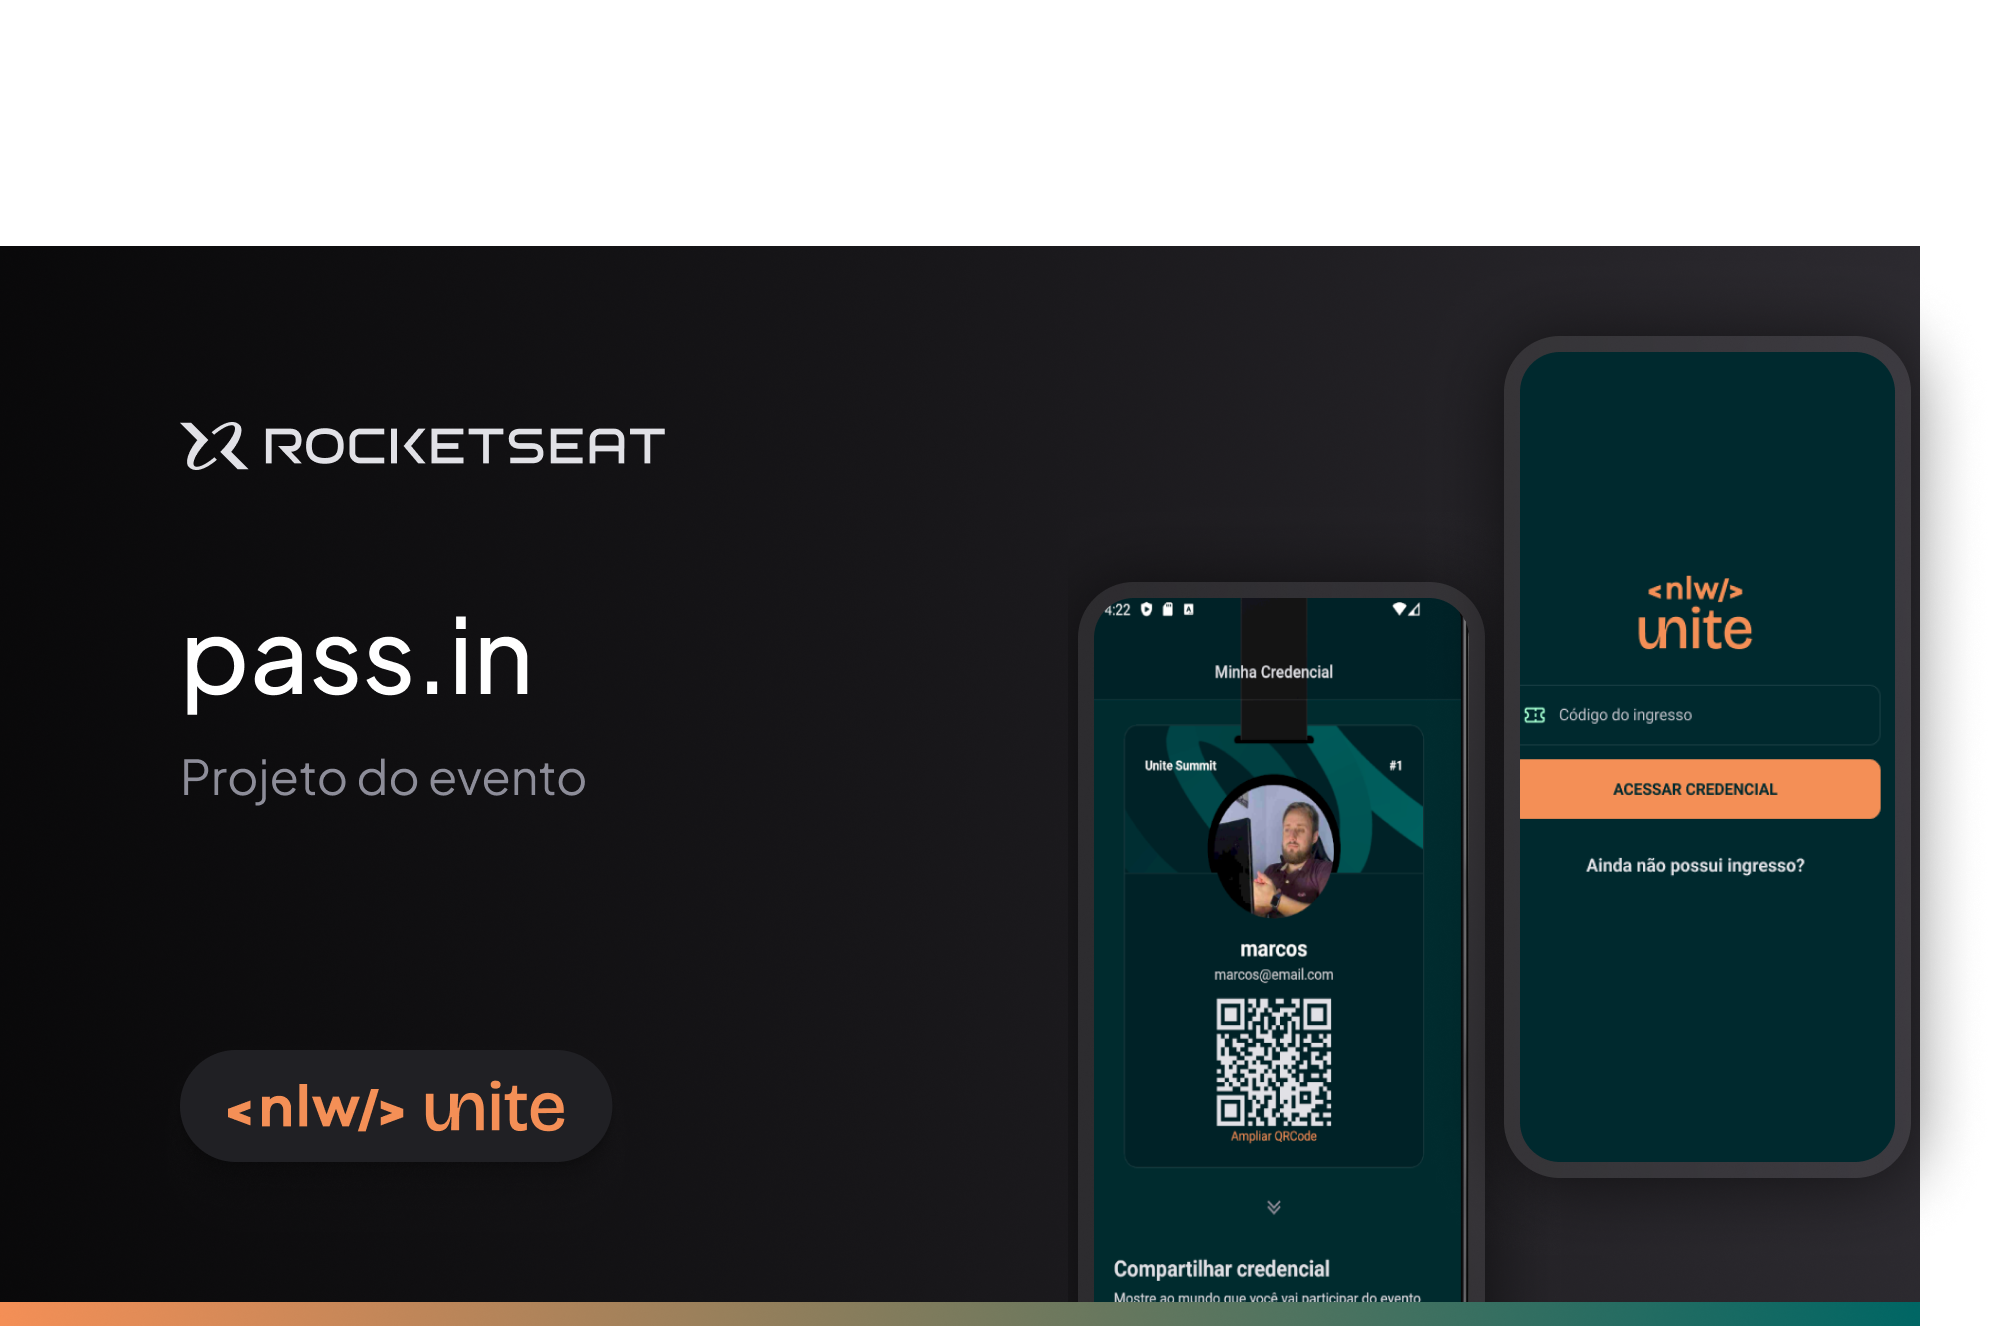 ROCKETSEAT
pass.in
Projeto do evento
<nlw/> unite
4:22
Minha Credencial
Unite Summit #1
marcos
marcos@email.com
Ampliar QRCode
Compartilhar credencial
Mostre ao mundo que você vai participar do evento
<nlw/>
unite
Código do ingresso
ACESSAR CREDENCIAL
Ainda não possui ingresso?